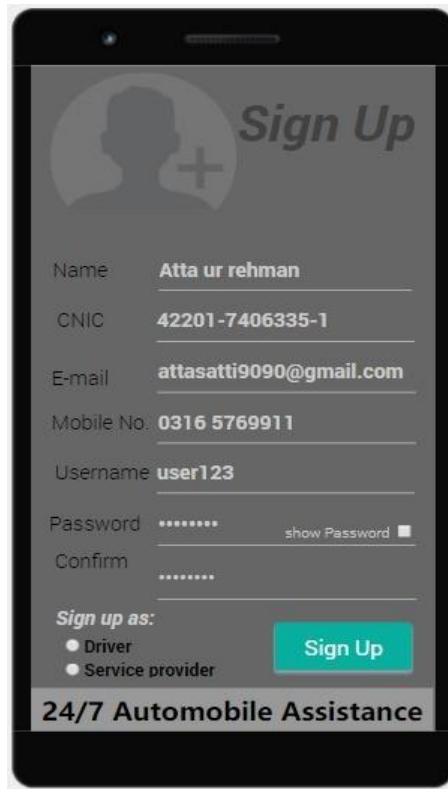 Sign Up
Name Atta ur rehman
CNIC 42201-7406335-1
E-mail attasatti9090@gmail.com
Mobile No. 0316 5769911
Username user123
Password ••••••••  show Password
Confirm ••••••••
Sign up as:
Driver
Service provider
Sign Up
24/7 Automobile Assistance